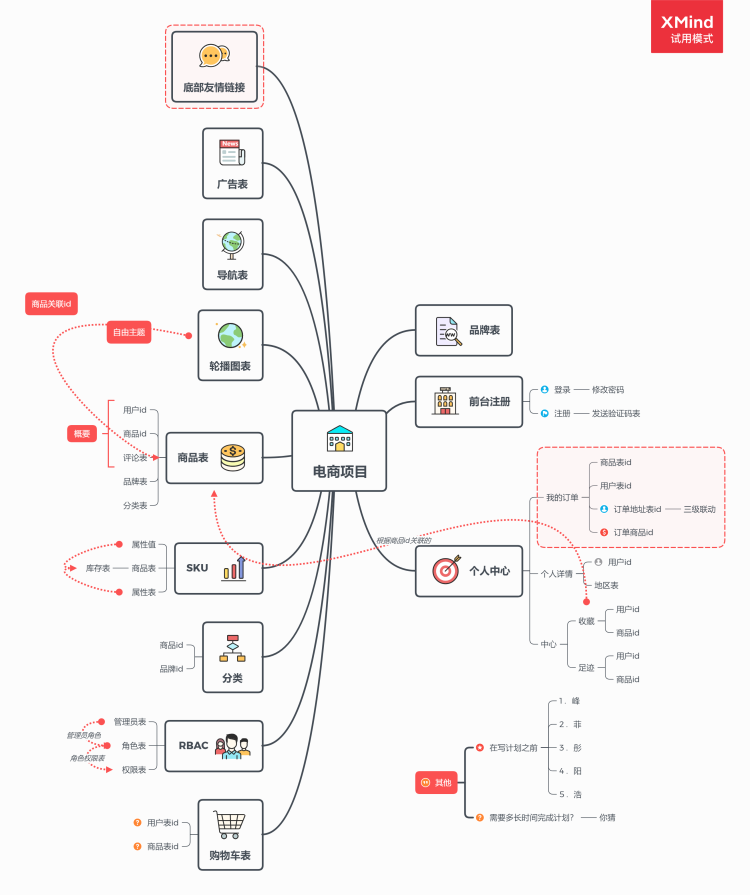 XMind
试用模式
底部友情链接
News
广告表
导航表
商品关联id
自由主题
轮播图表
用户id
概要
商品id
评论表
品牌表
分类表
商品表
属性值
库存表
商品表
属性表
SKU
商品id
品牌id
分类
管理员表
管理员角色
角色表
角色权限表
权限表
RBAC
用户表id
商品表id
购物车表
电商项目
品牌表
前台注册
登录
修改密码
注册
发送验证码表
根据商品id关联的
个人中心
我的订单
商品表id
用户表id
订单地址表id
三级联动
订单商品id
个人详情
用户id
地区表
中心
收藏
用户id
商品id
足迹
用户id
商品id
其他
在写计划之前
1 . 峰
2 . 菲
3 . 彤
4 . 阳
5 . 浩
需要多长时间完成计划?
你猜